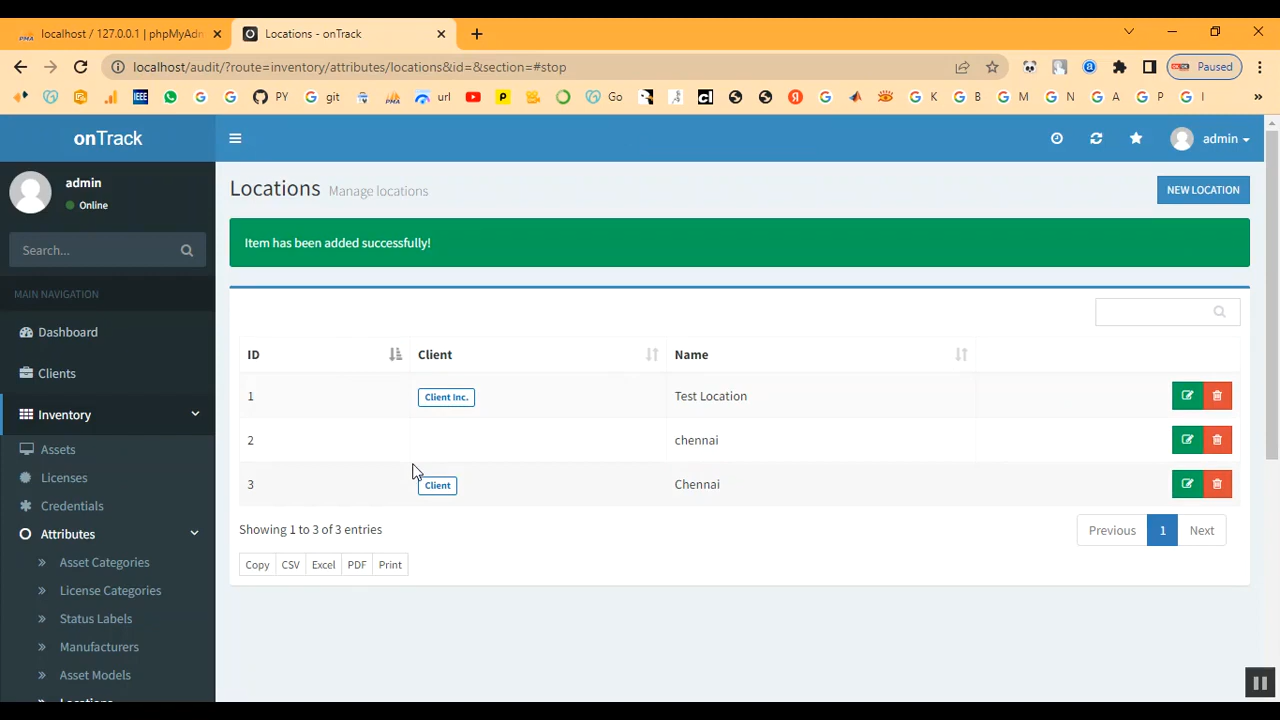 localhost / 127.0.0.1 | phpMyAdn
Locations - onTrack
localhost/audit/?route=inventory/attributes/locations&id=&section=#stop
Paused
IEEE PY git PMA url Go K B M N A P I »
onTrack
admin
admin
Online
Locations Manage locations
NEW LOCATION
Search...
Item has been added successfully!
MAIN NAVIGATION
Dashboard
Clients
Inventory
Assets
Licenses
Credentials
Attributes
Asset Categories
License Categories
Status Labels
Manufacturers
Asset Models
Locations
ID Client Name
1 Client Inc. Test Location
2 chennai
3 Client Chennai
Showing 1 to 3 of 3 entries
Previous 1 Next
Copy CSV Excel PDF Print